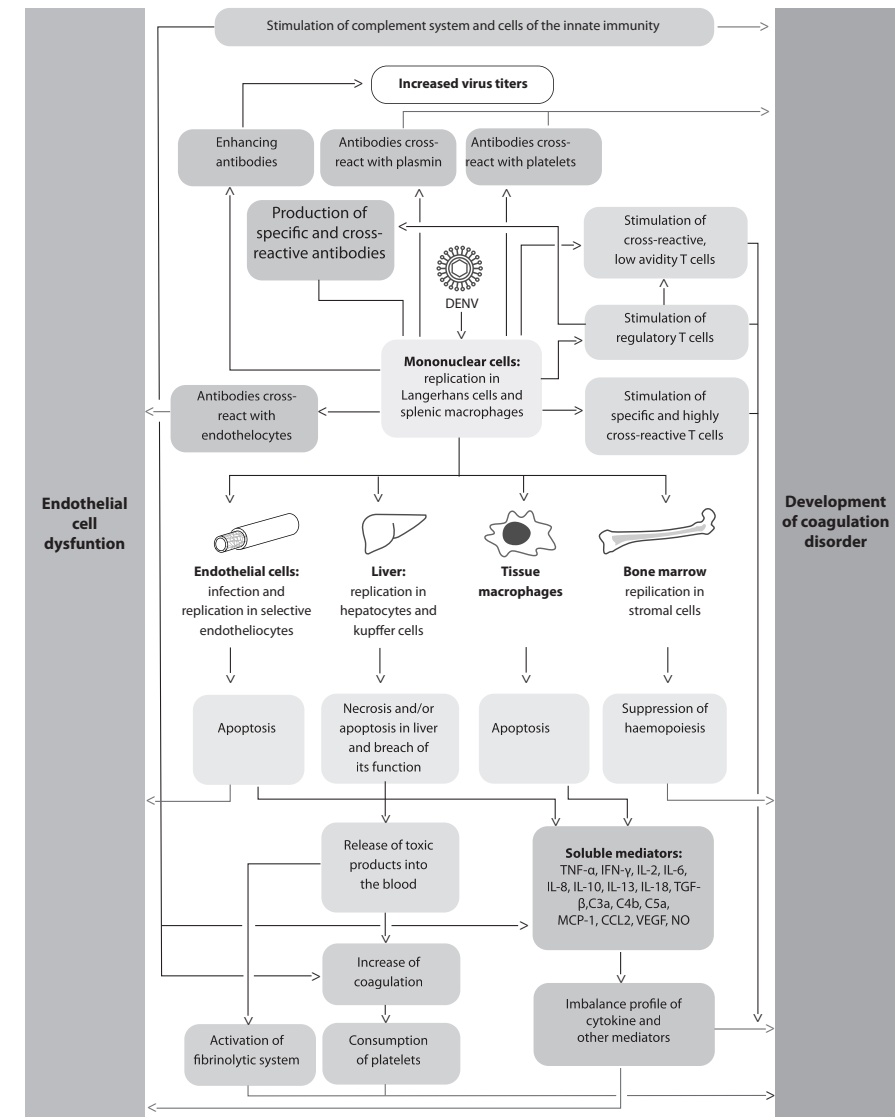 Stimulation of complement system and cells of the innate immunity
Increased virus titers
Enhancing
antibodies
Antibodies cross-
react with plasmin
Antibodies cross-
react with platelets
Production of
specific and cross-
reactive antibodies
DENV
Stimulation of
cross-reactive,
low avidity T cells
Stimulation of
regulatory T cells
Mononuclear cells:
replication in
Langerhans cells and
splenic macrophages
Antibodies cross-
react with
endothelocytes
Stimulation of
specific and highly
cross-reactive T cells
Endothelial
cell
dysfuntion
Development
of coagulation
disorder
Endothelial cells:
infection and
replication in selective
endotheliocytes
Liver:
replication in
hepatocytes and
kupffer cells
Tissue
macrophages
Bone marrow
repilication in
stromal cells
Apoptosis
Necrosis and/or
apoptosis in liver
and breach of
its function
Apoptosis
Suppression of
haemopoiesis
Release of toxic
products into
the blood
Soluble mediators:
TNF-α, IFN-γ, IL-2, IL-6,
IL-8, IL-10, IL-13, IL-18, TGF-
β,C3a, C4b, C5a,
MCP-1, CCL2, VEGF, NO
Increase of
coagulation
Imbalance profile of
cytokine and
other mediators
Activation of
fibrinolytic system
Consumption
of platelets